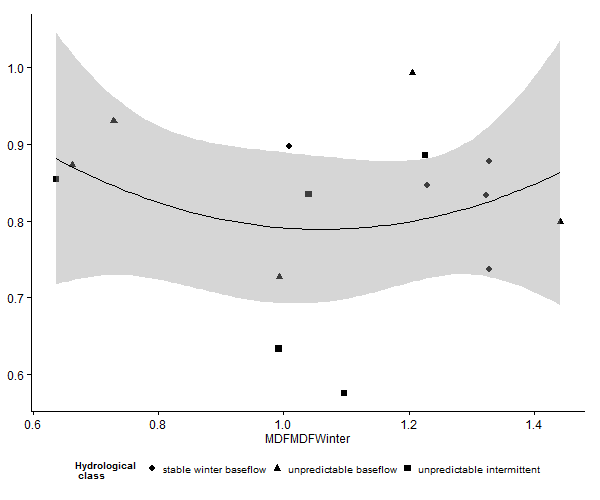 1.0
0.9
0.8
0.7
0.6
0.6 0.8 1.0 1.2 1.4
MDFMDFWinter
Hydrological
class
stable winter baseflow unpredictable baseflow unpredictable intermittent